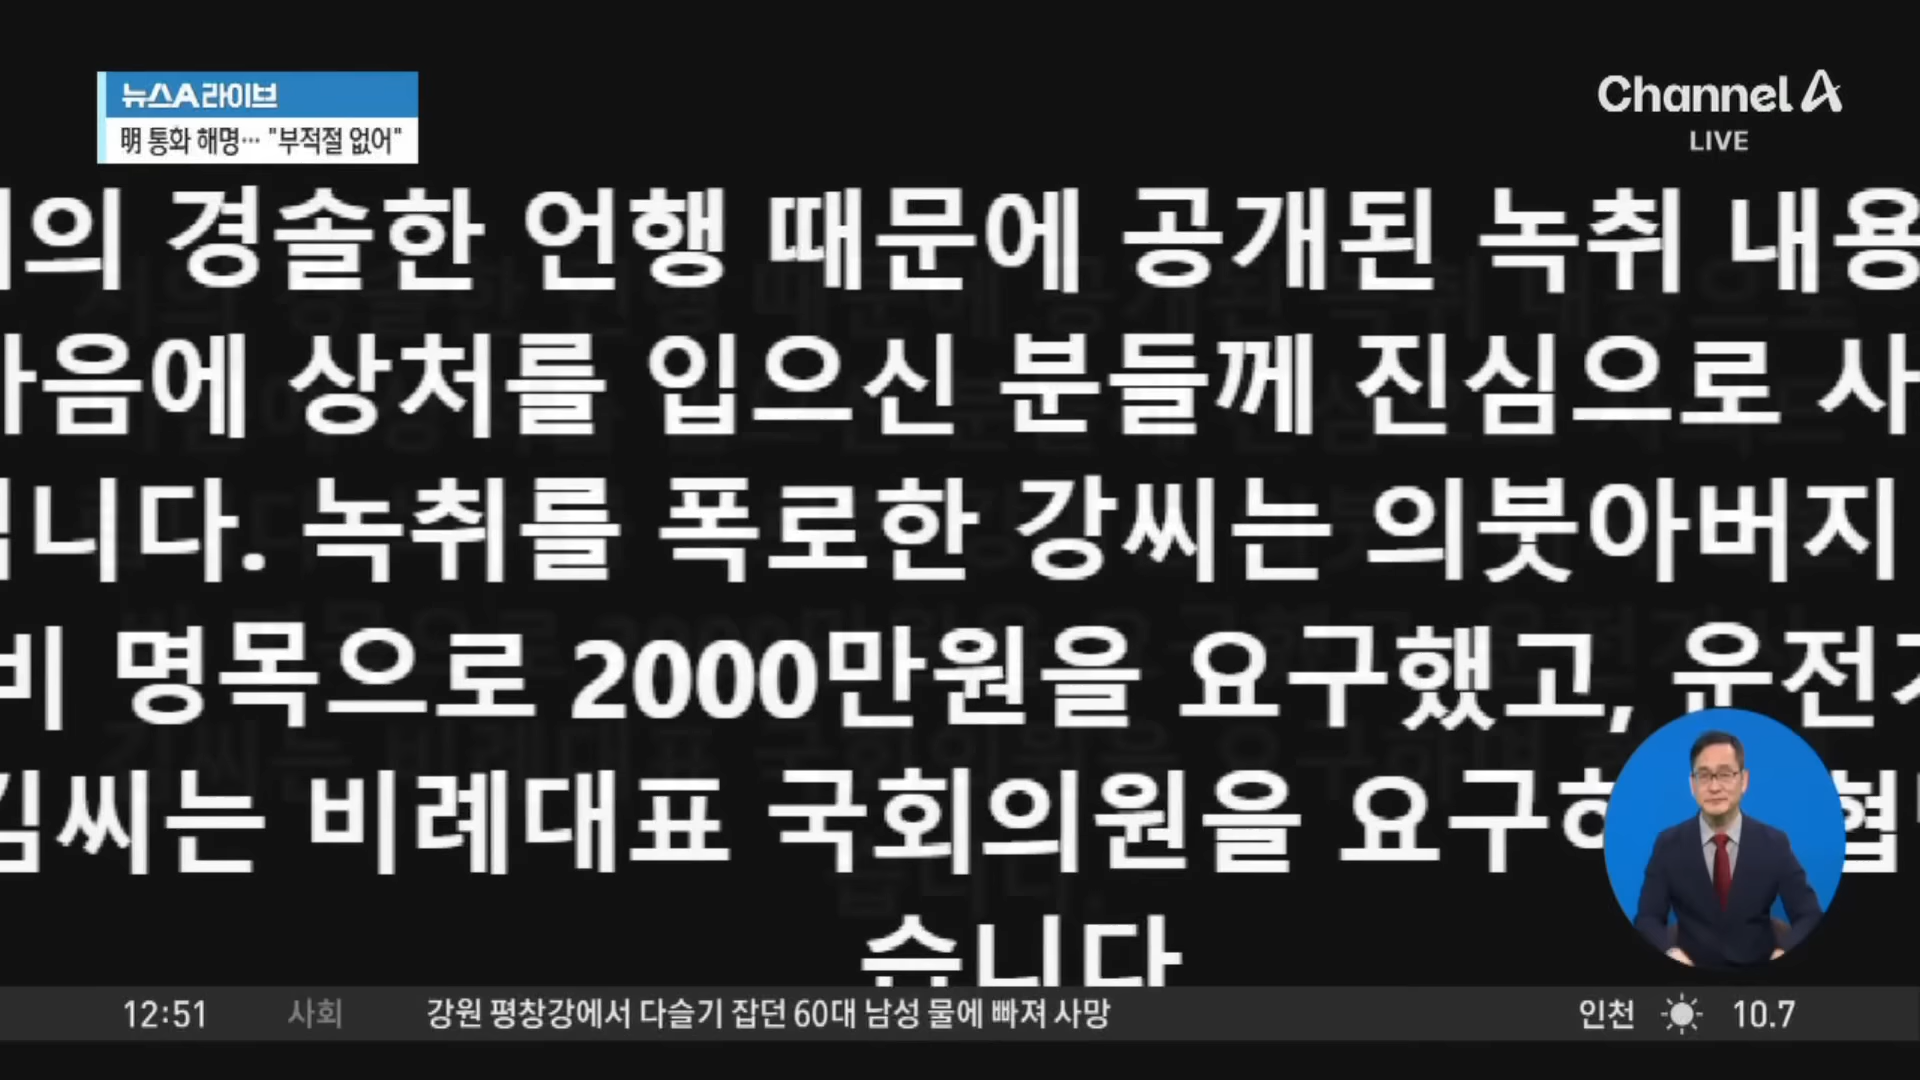 뉴스A 라이브
明 통화 해명… "부적절 없어"
Channel A
LIVE
의 경솔한 언행 때문에 공개된 녹취 내용
마음에 상처를 입으신 분들께 진심으로 사
니다. 녹취를 폭로한 강씨는 의붓아버지
비 명목으로 2000만원을 요구했고, 운전
김씨는 비례대표 국회의원을 요구하 협
습니다
12:51 사회 강원 평창강에서 다슬기 잡던 60대 남성 물에 빠져 사망 인천 10.7